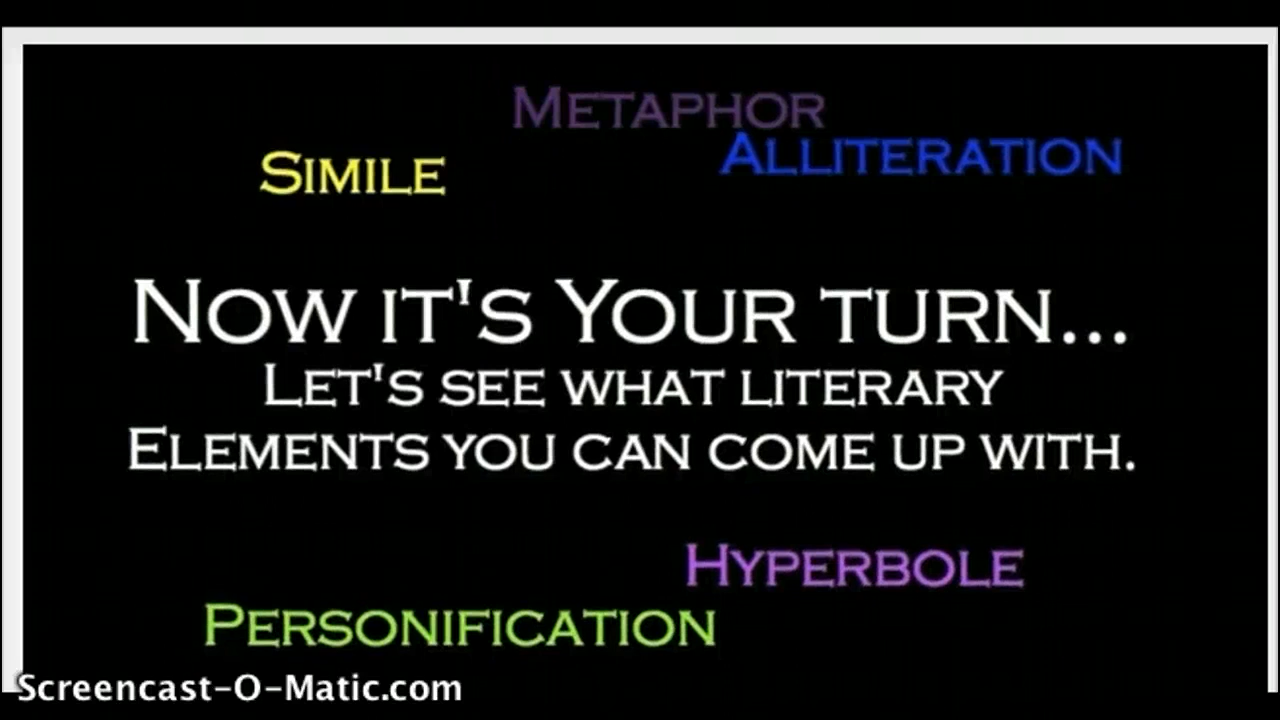 Metaphor
Alliteration
Simile
Now it's Your turn...
Let's see what literary
Elements you can come up with.
Hyperbole
Personification
Screencast-O-Matic.com